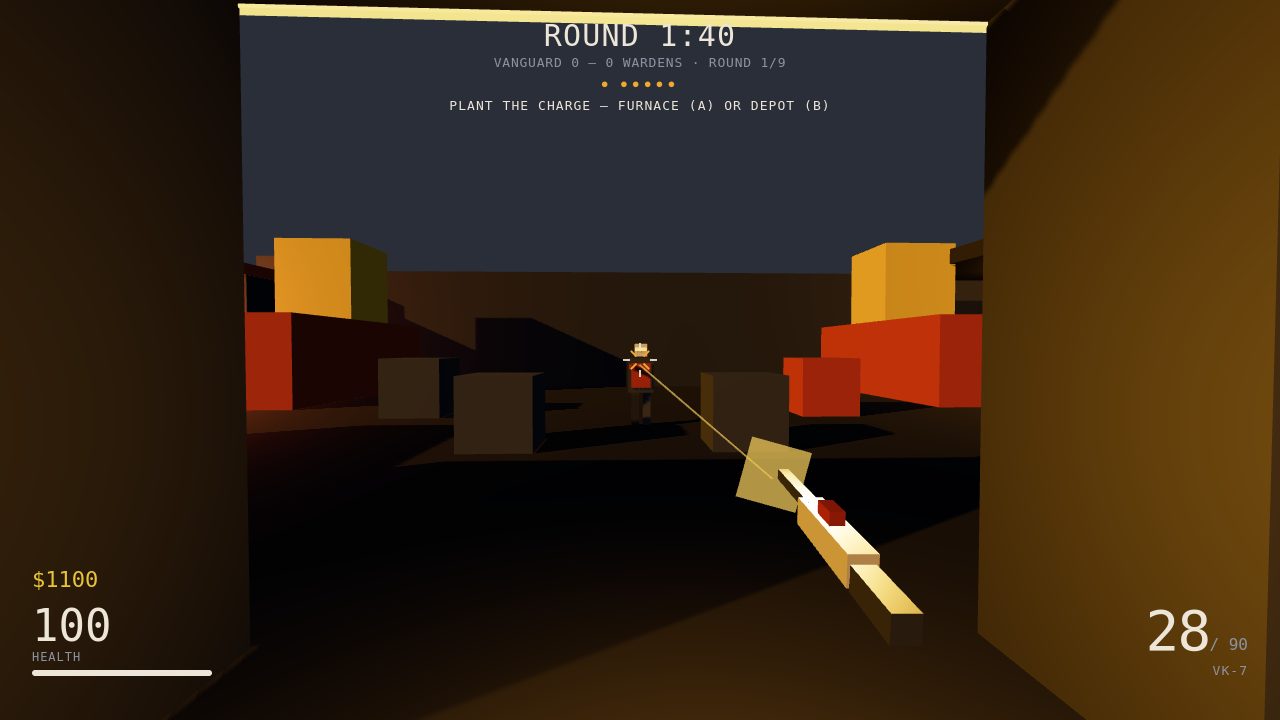 ROUND 1:40
VANGUARD 0 — 0 WARDENS · ROUND 1/9
PLANT THE CHARGE — FURNACE (A) OR DEPOT (B)
$1100
100
HEALTH
28 / 90
VK-7